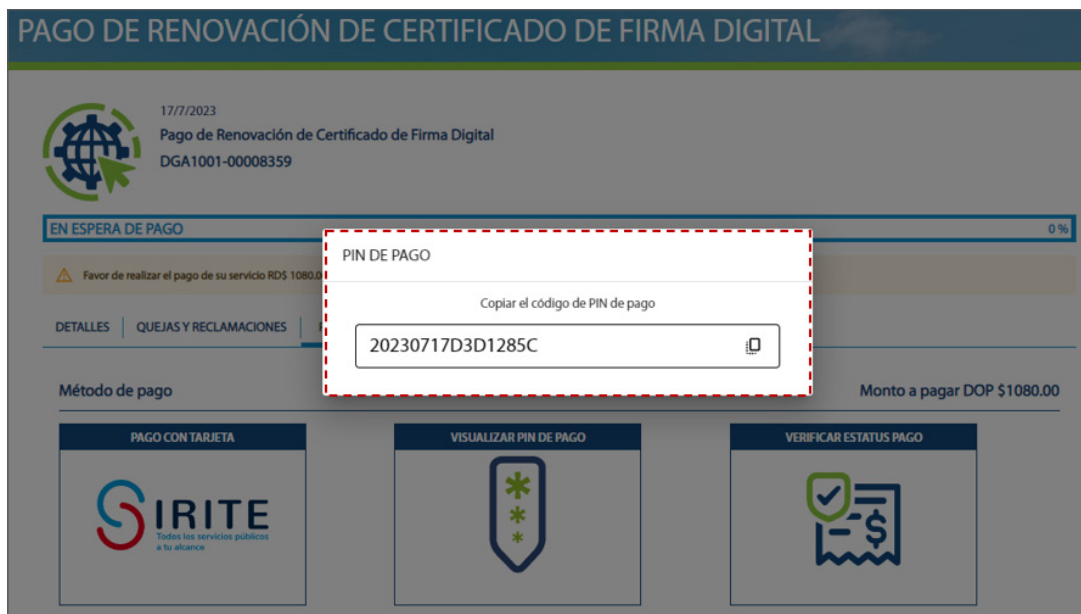 PAGO DE RENOVACIÓN DE CERTIFICADO DE FIRMA DIGITAL
17/7/2023
Pago de Renovación de Certificado de Firma Digital
DGA1001-00008359
EN ESPERA DE PAGO 0 %
Favor de realizar el pago de su servicio RD$ 1080.0
PIN DE PAGO
Copiar el código de PIN de pago
20230717D3D1285C
DETALLES QUEJAS Y RECLAMACIONES
Método de pago Monto a pagar DOP $1080.00
PAGO CON TARJETA VISUALIZAR PIN DE PAGO VERIFICAR ESTATUS PAGO
SIRITE
Todos los servicios públicos
a tu alcance